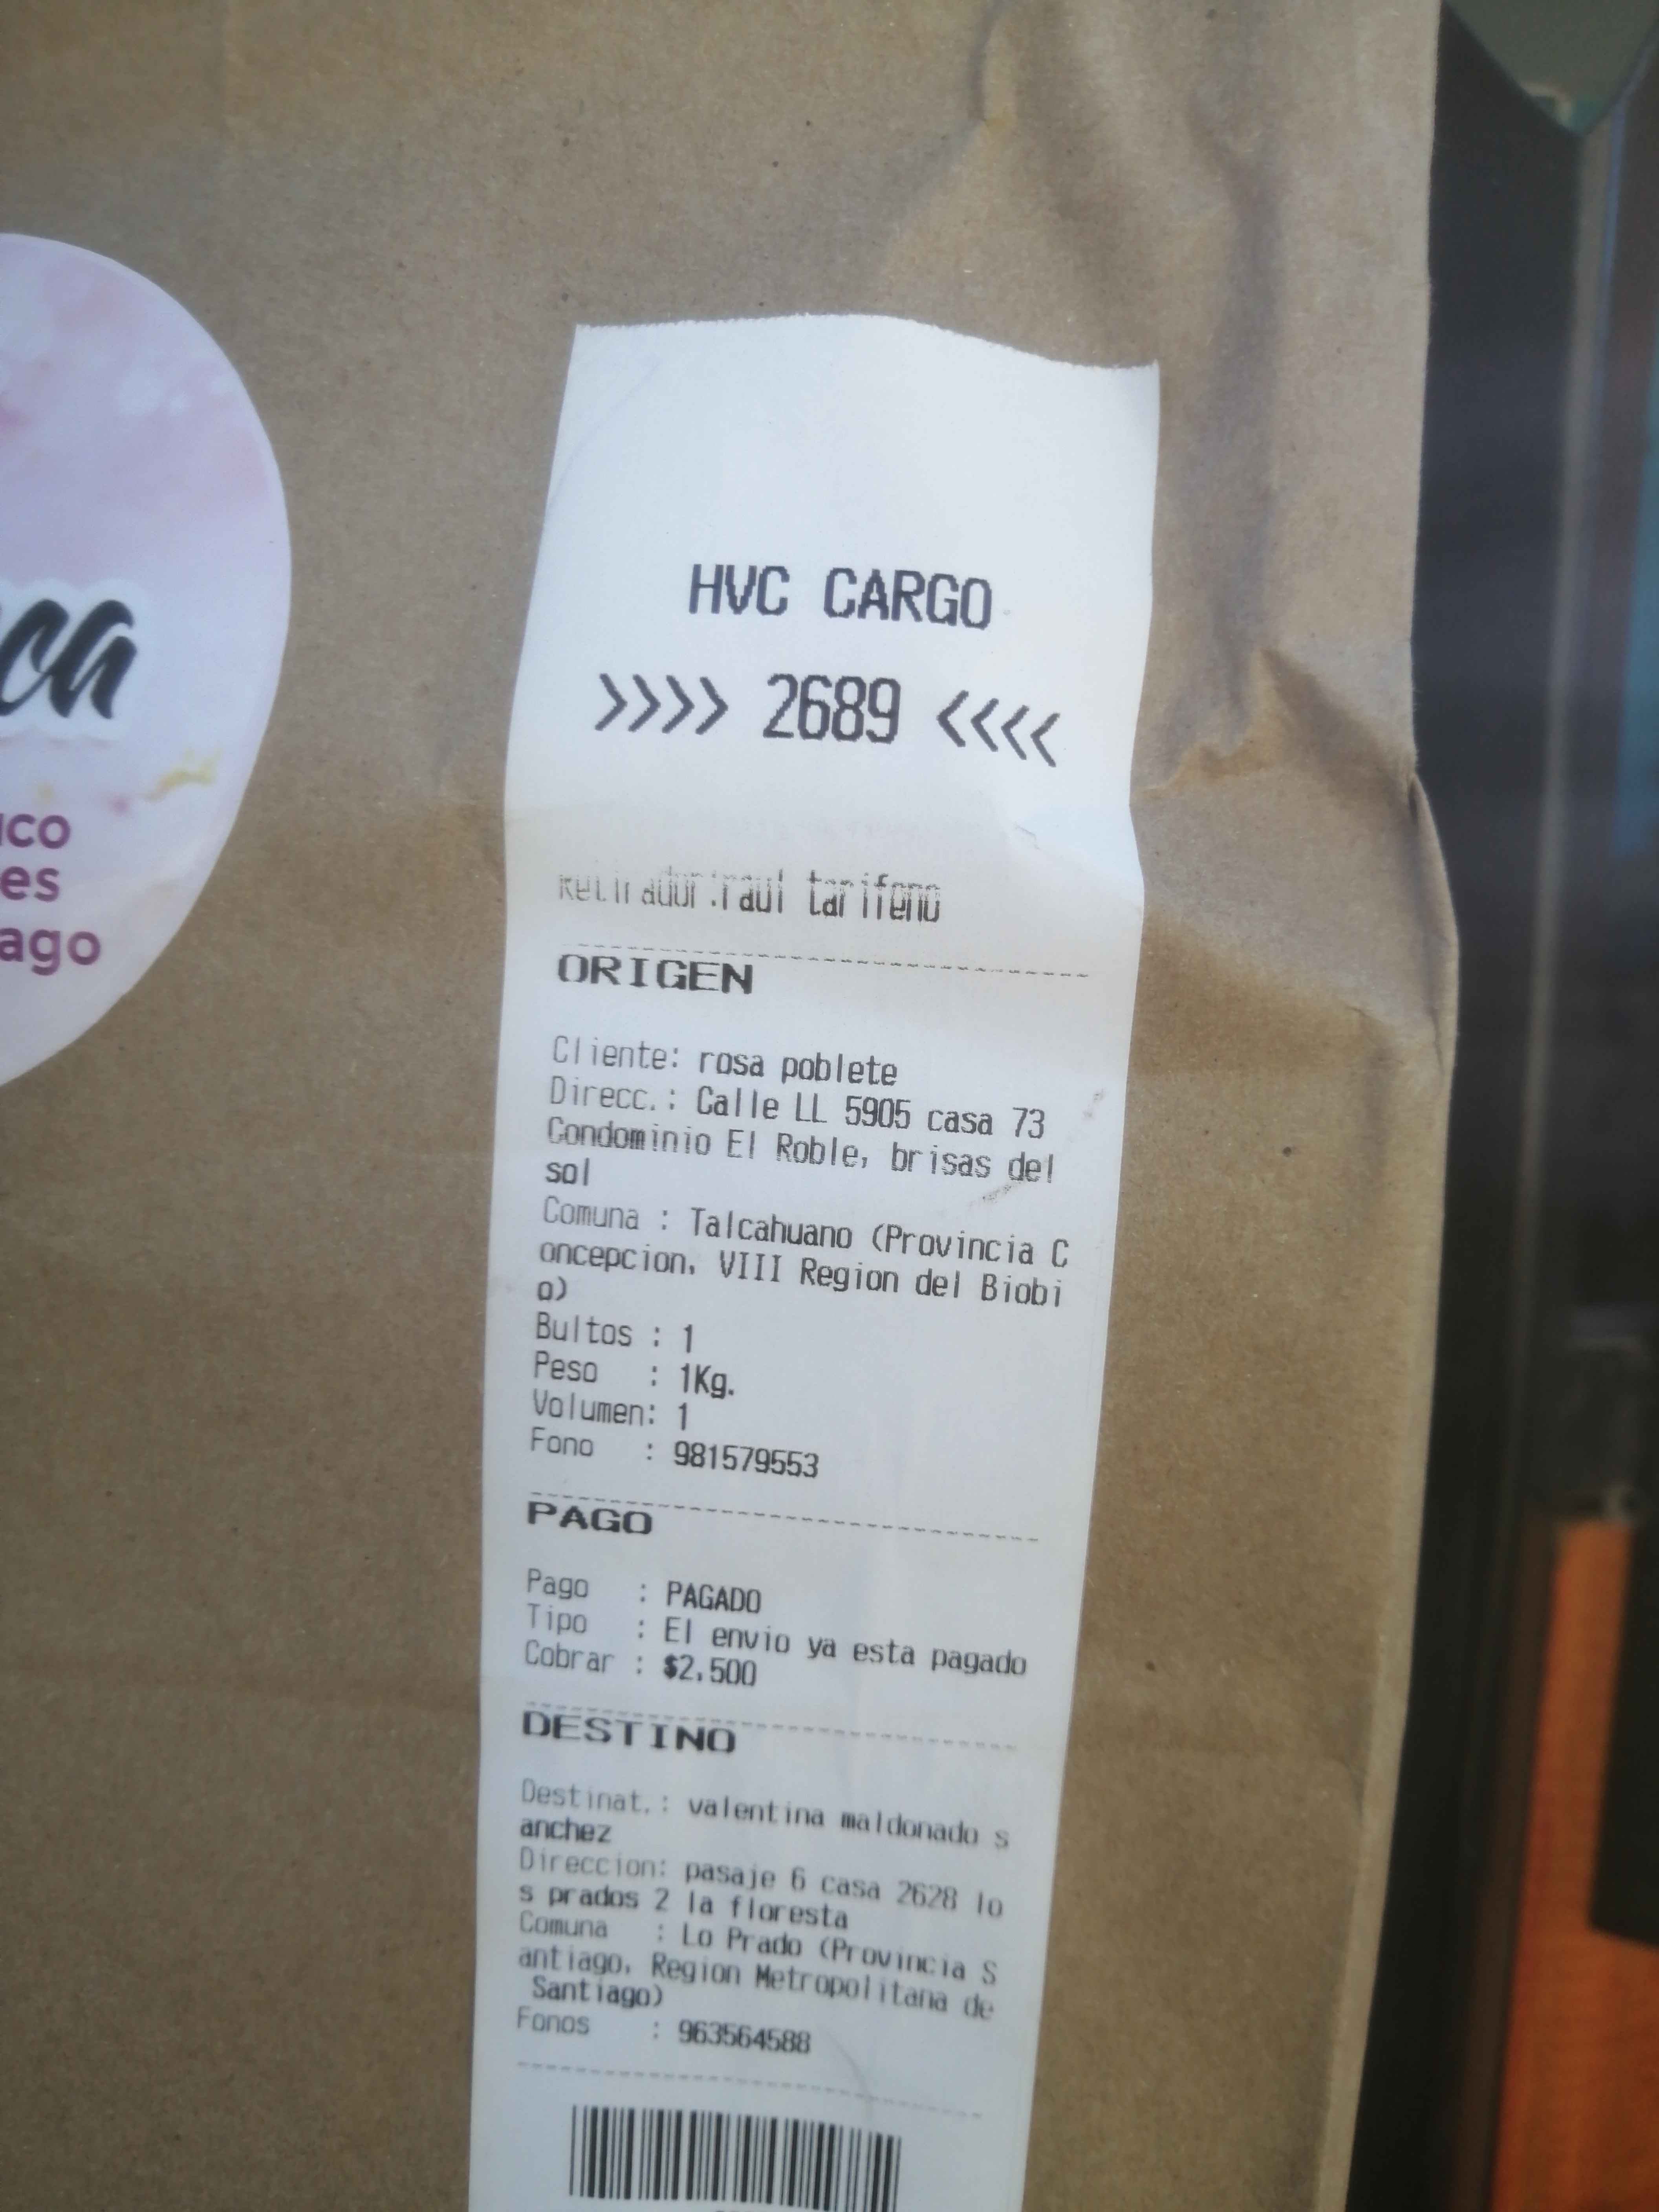 ca
co
es
ago
HVC CARGO
>>>> 2689 <<<<
Retirador:raul tarifeno
ORIGEN
Cliente: rosa poblete
Direcc.: Calle LL 5905 casa 73
Condominio El Roble, brisas del
sol
Comuna : Talcahuano (Provincia C
oncepcion, VIII Region del Biobi
o)
Bultos : 1
Peso : 1Kg.
Volumen: 1
Fono : 981579553
PAGO
Pago : PAGADO
Tipo : El envio ya esta pagado
Cobrar : $2,500
DESTINO
Destinat.: valentina maldonado s
anchez
Direccion: pasaje 6 casa 2628 lo
s prados 2 la floresta
Comuna : Lo Prado (Provincia S
antiago, Region Metropolitana de
Santiago)
Fonos : 963564588